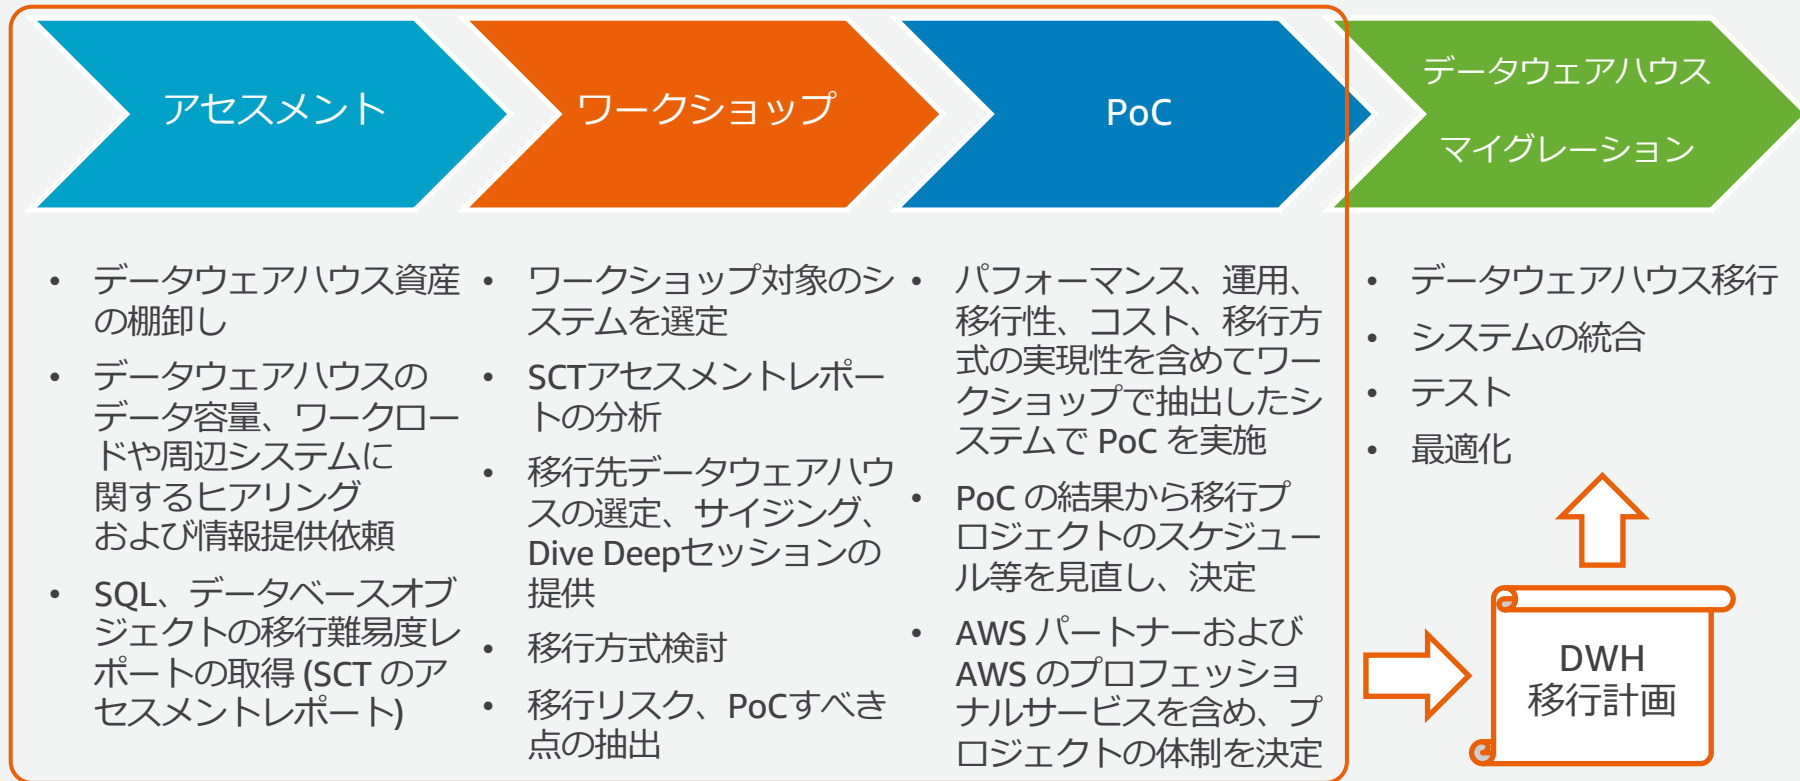 アセスメント
ワークショップ
PoC
データウェアハウス
マイグレーション
• データウェアハウス資産
の棚卸し
• データウェアハウスの
データ容量、ワークロー
ドや周辺システムに
関するヒアリング
および情報提供依頼
• SQL、データベースオブ
ジェクトの移行難易度レ
ポートの取得 (SCT のア
セスメントレポート)
• ワークショップ対象のシ
ステムを選定
• SCTアセスメントレポー
トの分析
• 移行先データウェアハウ
スの選定、サイジング、
Dive Deepセッションの
提供
• 移行方式検討
• 移行リスク、PoCすべき
点の抽出
• パフォーマンス、運用、
移行性、コスト、移行方
式の実現性を含めてワー
クショップで抽出したシ
ステムで PoC を実施
• PoC の結果から移行プ
ロジェクトのスケジュー
ル等を見直し、決定
• AWS パートナーおよび
AWS のプロフェッショ
ナルサービスを含め、プ
ロジェクトの体制を決定
• データウェアハウス移行
• システムの統合
• テスト
• 最適化
DWH
移行計画